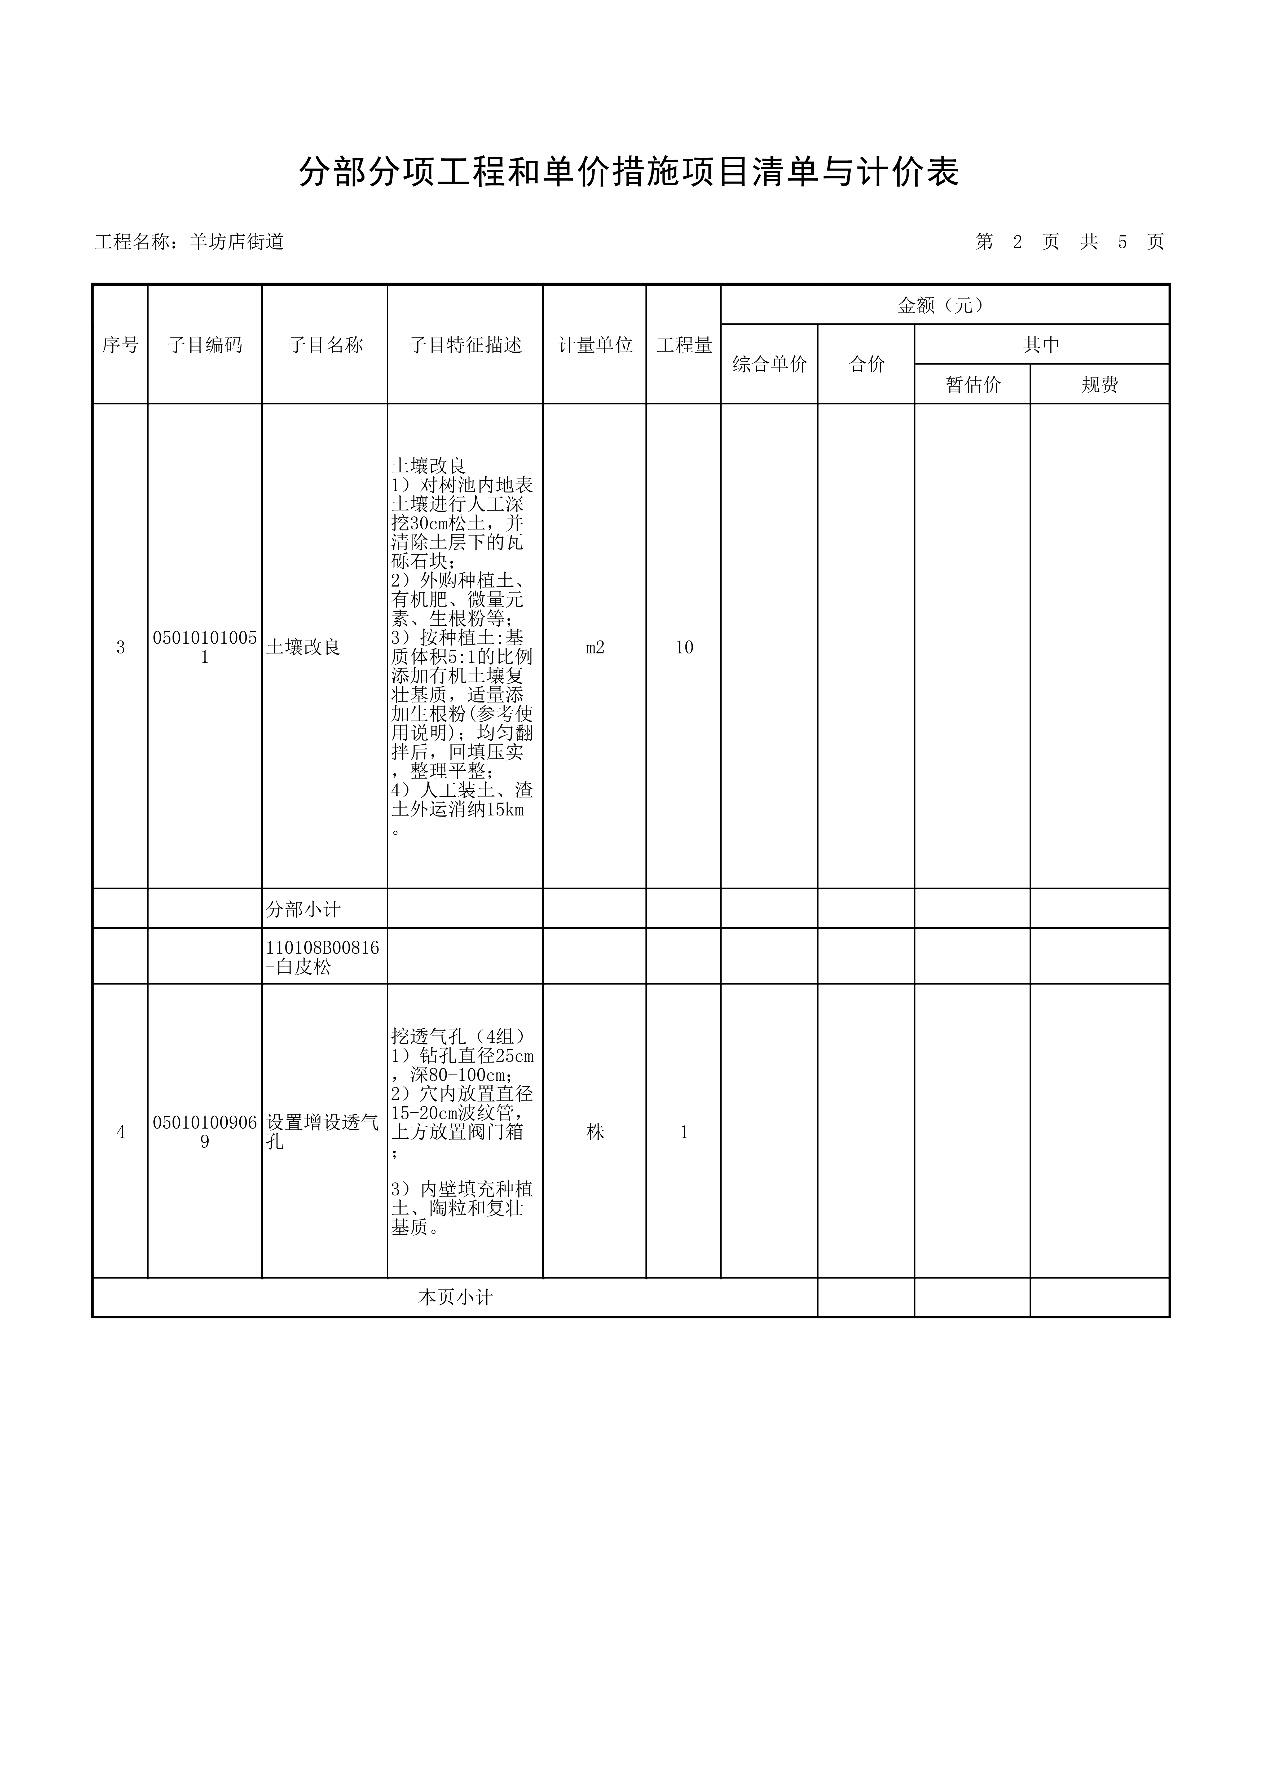 分部分项工程和单价措施项目清单与计价表
工程名称：羊坊店街道
第 2 页 共 5 页
序号
子目编码
子目名称
子目特征描述
计量单位
工程量
金额（元）
综合单价
合价
其中
暂估价
规费
3
05010101005
1
土壤改良
土壤改良
1）对树池内地表
土壤进行人工深
挖30cm松土，并
清除土层下的瓦
砾石块；
2）外购种植土、
有机肥、微量元
素、生根粉等；
3）按种植土:基
质体积5:1的比例
添加有机土壤复
壮基质，适量添
加生根粉(参考使
用说明)；均匀翻
拌后，回填压实
，整理平整；
4）人工装土、渣
土外运消纳15km
。
m2
10
分部小计
110108B00816
-白皮松
4
05010100906
9
设置增设透气
孔
挖透气孔（4组）
1）钻孔直径25cm
，深80-100cm；
2）穴内放置直径
15-20cm波纹管，
上方放置阀门箱
；
3）内壁填充种植
土、陶粒和复壮
基质。
株
1
本页小计